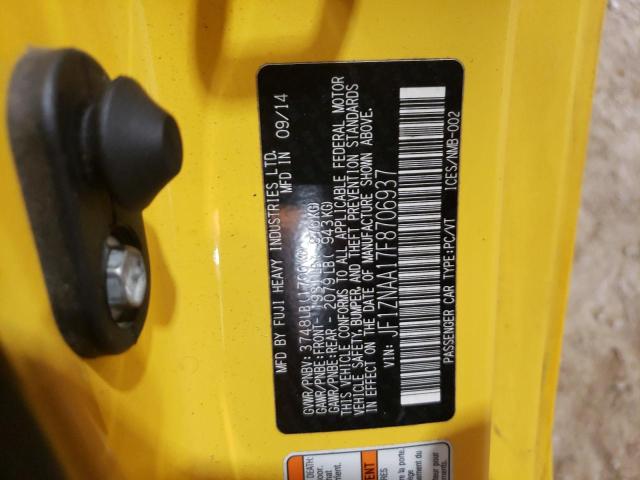 MFD BY FUJI HEAVY INDUSTRIES LTD.
MFD IN 09/14
GVWR/PNBV: 3748LB(1700KG)
GAWR/PNBE:FRONT- KG)
GAWR/PNBE:REAR - 2079LB( 943KG)
THIS VEHICLE CONFORMS TO ALL APPLICABLE FEDERAL MOTOR
VEHICLE SAFETY,BUMPER, AND THEFT PREVENTION STANDARDS
IN EFFECT ON THE DATE OF MANUFACTURE SHOWN ABOVE.
VIN: JF1ZNAA17F8706937
PASSENGER CAR TYPE:PC/VT ICES/NMB-002
DEATH: